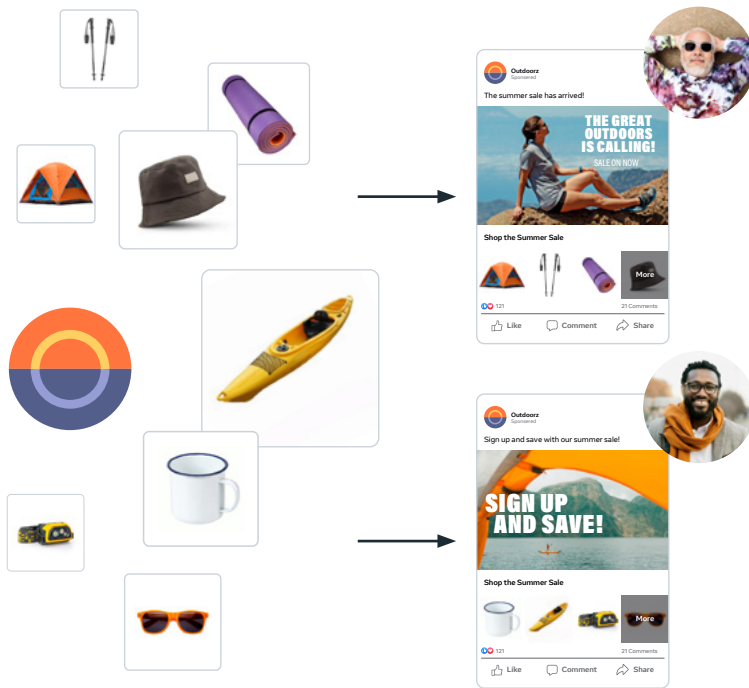 Outdoorz
Sponsored
The summer sale has arrived!
THE GREAT
OUTDOORS
IS CALLING!
SALE ON NOW
Shop the Summer Sale
More
121
21 Comments
Like
Comment
Share
Outdoorz
Sponsored
Sign up and save with our summer sale!
SIGN UP
AND SAVE!
Shop the Summer Sale
More
121
21 Comments
Like
Comment
Share